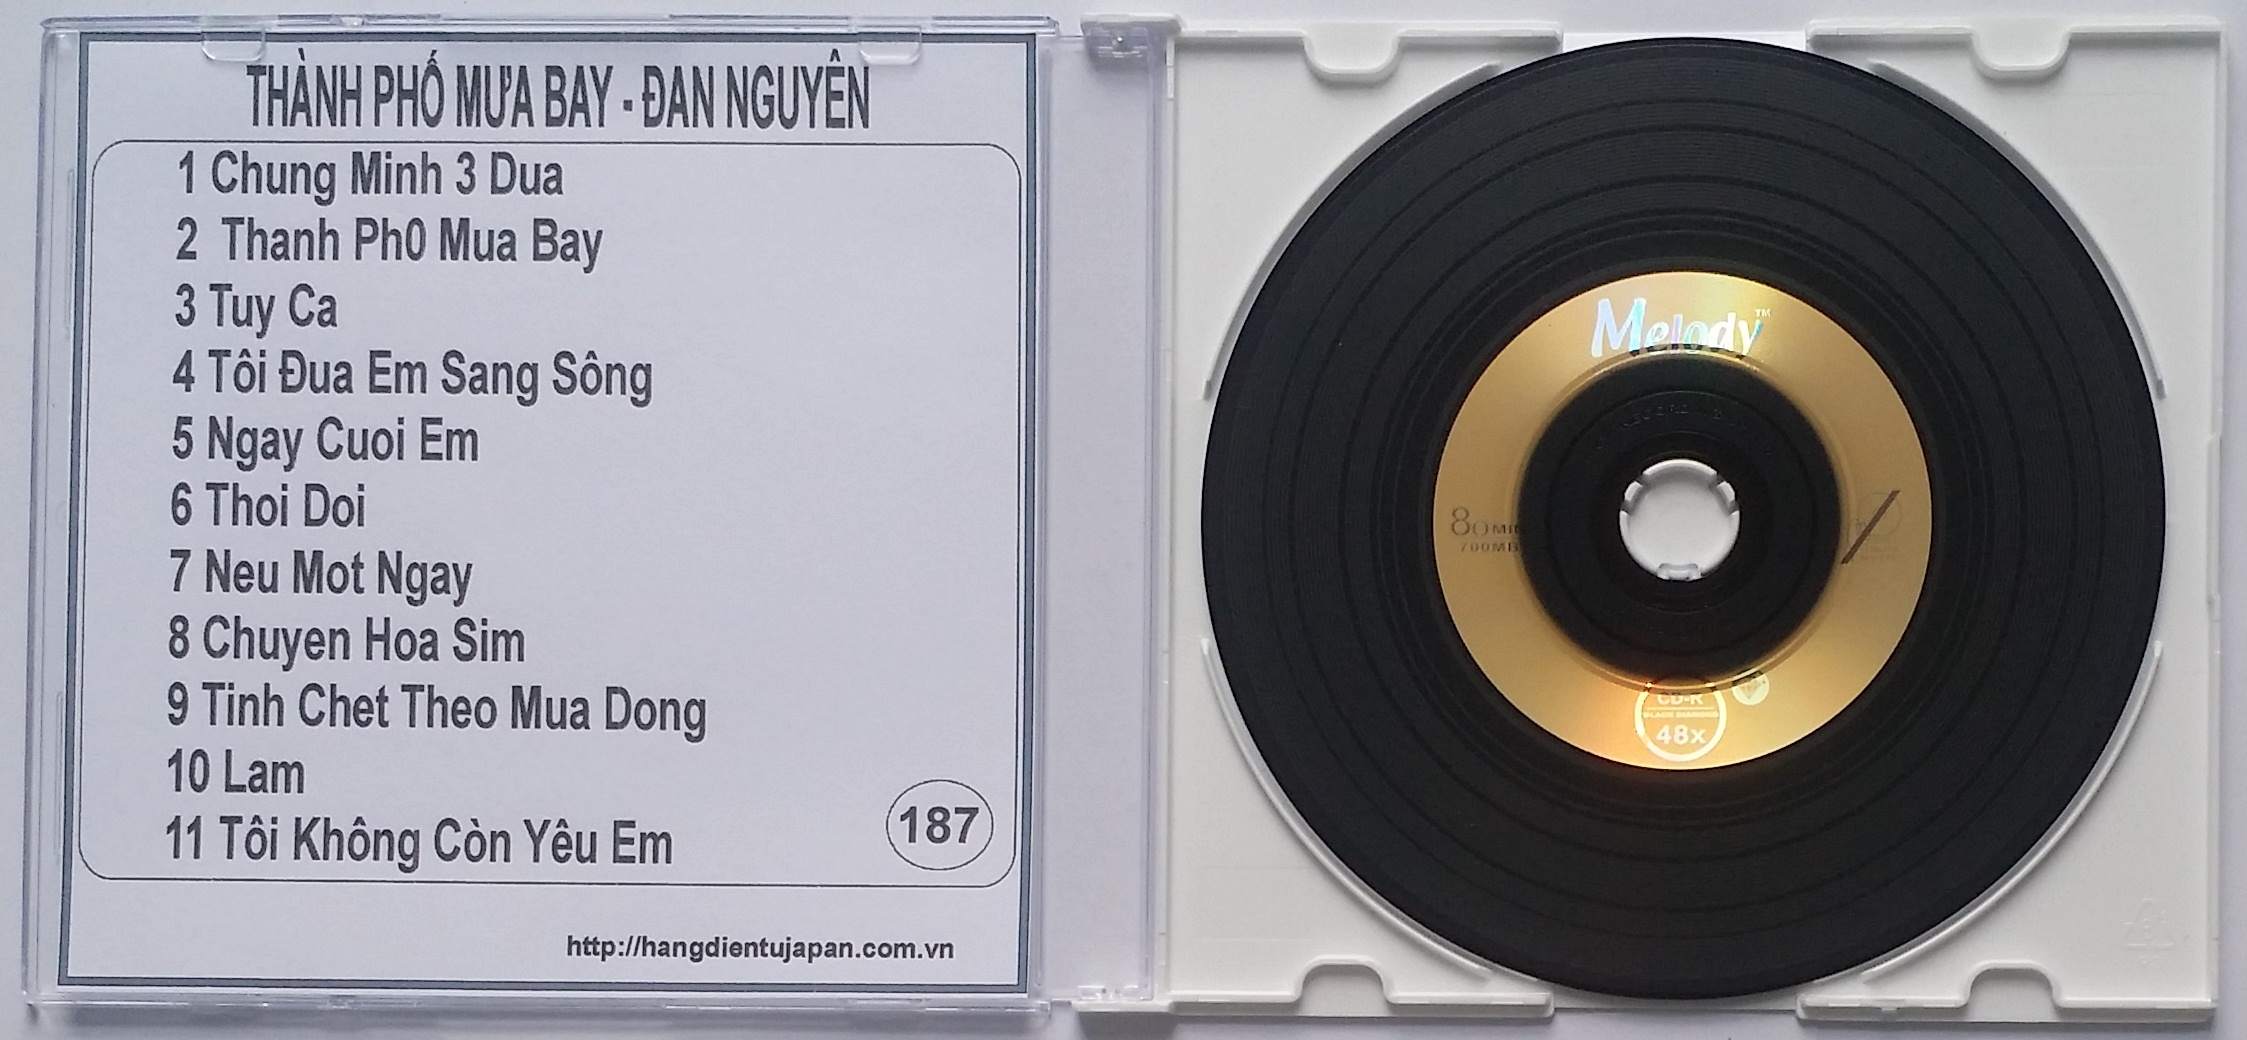 THÀNH PHỐ MƯA BAY - ĐAN NGUYÊN
1 Chung Minh 3 Dua
2 Thanh Ph0 Mua Bay
3 Tuy Ca
4 Tôi Đua Em Sang Sông
5 Ngay Cuoi Em
6 Thoi Doi
7 Neu Mot Ngay
8 Chuyen Hoa Sim
9 Tinh Chet Theo Mua Dong
10 Lam
11 Tôi Không Còn Yêu Em
187
http://hangdientujapan.com.vn
Melody™
80 MIN
700MB
CD-R
48x